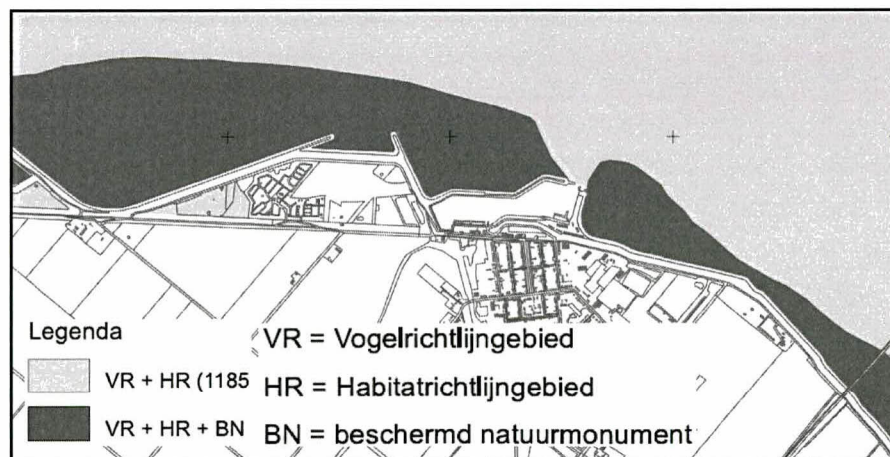 Legenda
VR + HR (1185
VR + HR + BN
VR = Vogelrichtlijngebied
HR = Habitatrichtlijngebied
BN = beschermd natuurmonument